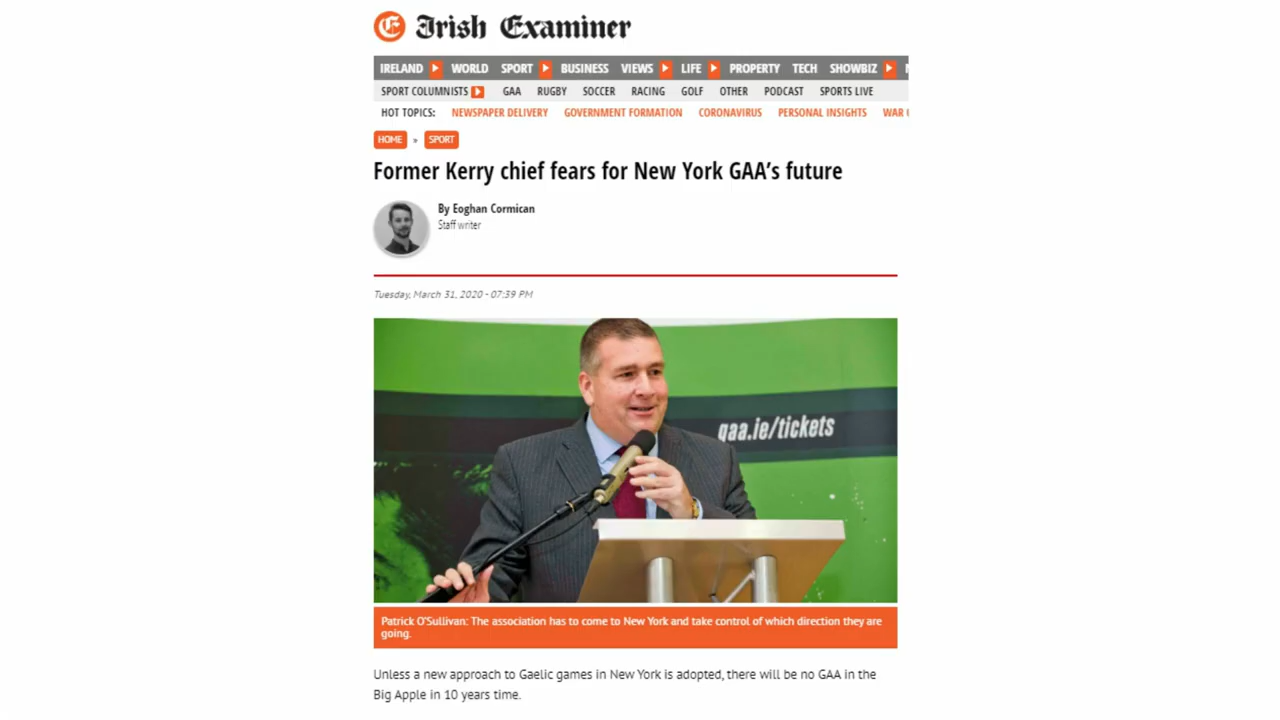 Irish Examiner
IRELAND WORLD SPORT BUSINESS VIEWS LIFE PROPERTY TECH SHOWBIZ
SPORT COLUMNISTS GAA RUGBY SOCCER RACING GOLF OTHER PODCAST SPORTS LIVE
HOT TOPICS: NEWSPAPER DELIVERY GOVERNMENT FORMATION CORONAVIRUS PERSONAL INSIGHTS WAR
HOME » SPORT
Former Kerry chief fears for New York GAA's future
By Eoghan Cormican
Staff writer
Tuesday, March 31, 2020 - 07:39 PM
gaa.ie/tickets
Patrick O'Sullivan: The association has to come to New York and take control of which direction they are
going.
Unless a new approach to Gaelic games in New York is adopted, there will be no GAA in the
Big Apple in 10 years time.